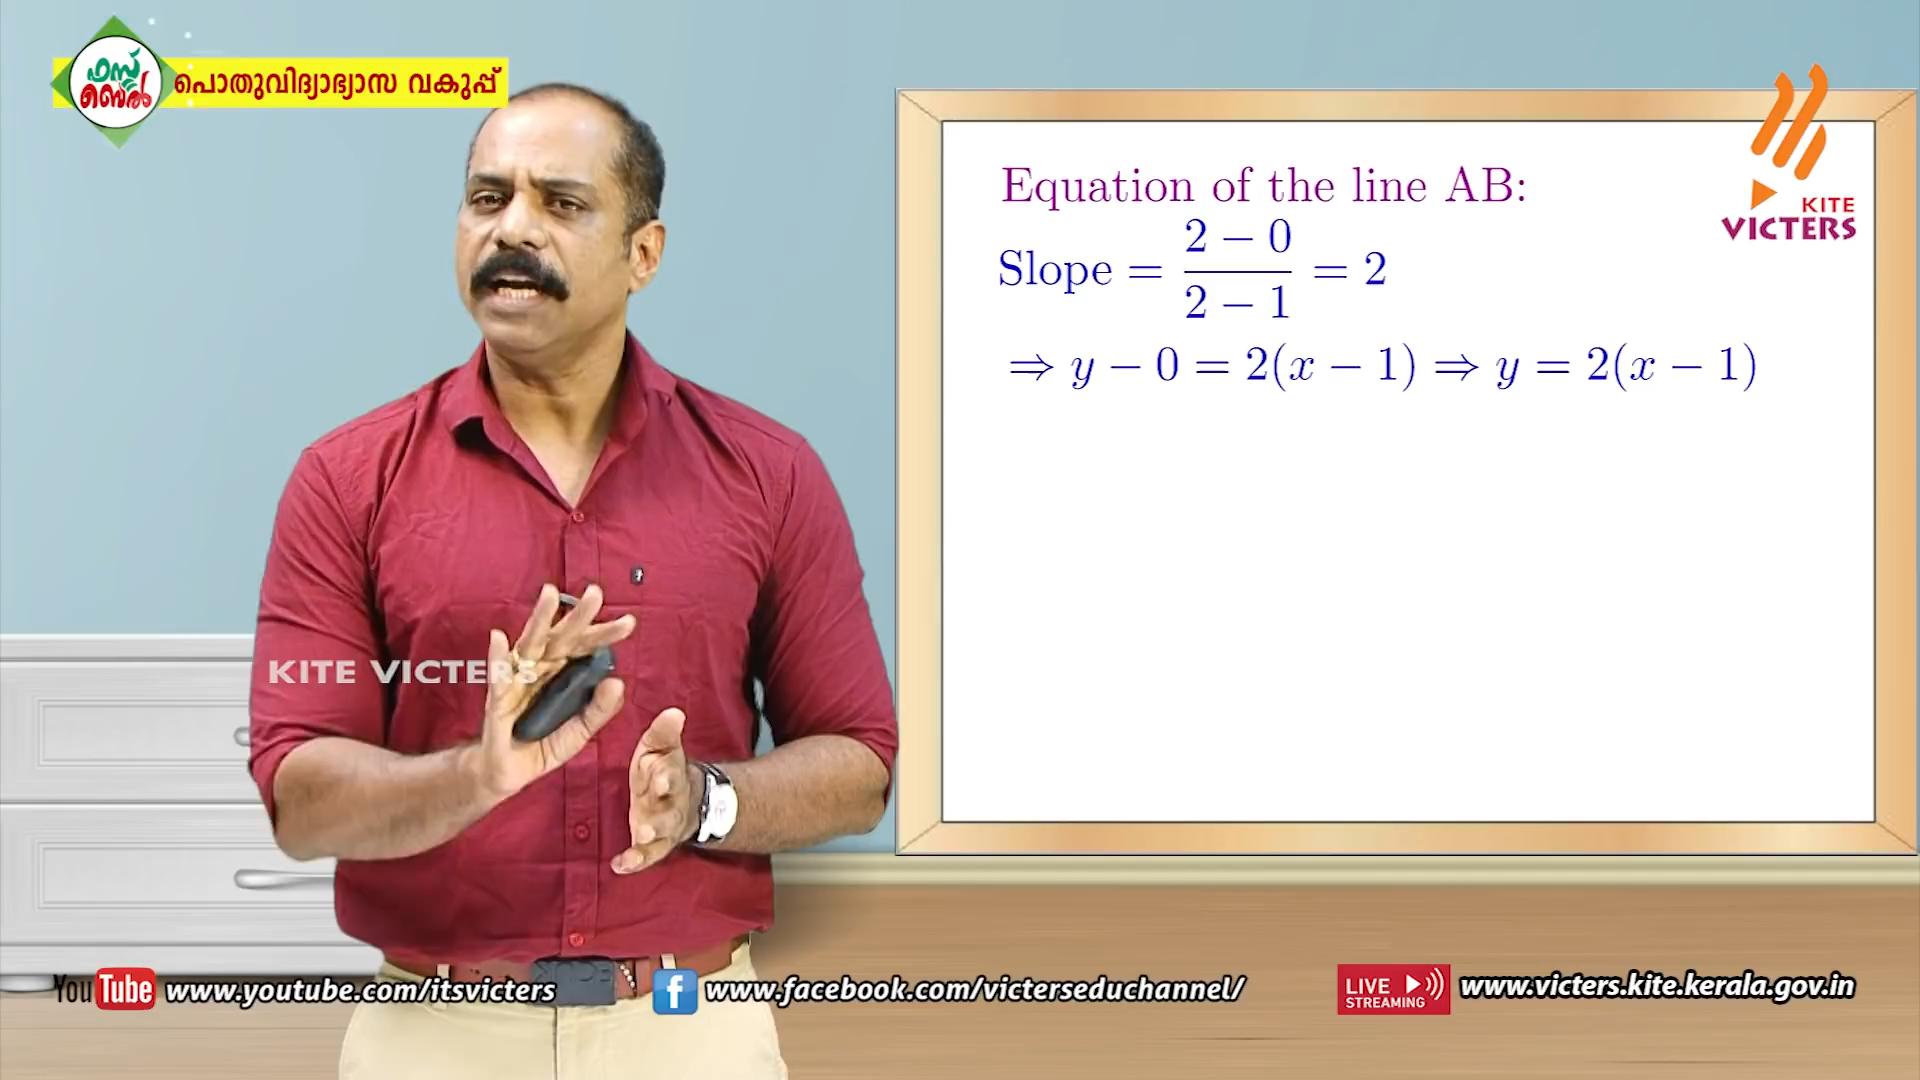 ഫസ്റ്റ്
ബെൽ
പൊതുവിദ്യാഭ്യാസ വകുപ്പ്
KITE
VICTERS
Equation of the line AB:
Slope = \frac{2 − 0}{2 − 1} = 2
⇒ y − 0 = 2(x − 1) ⇒ y = 2(x − 1)
KITE VICTERS
YouTube www.youtube.com/itsvicters
f www.facebook.com/victerseduchannel/
LIVE
STREAMING
www.victers.kite.kerala.gov.in